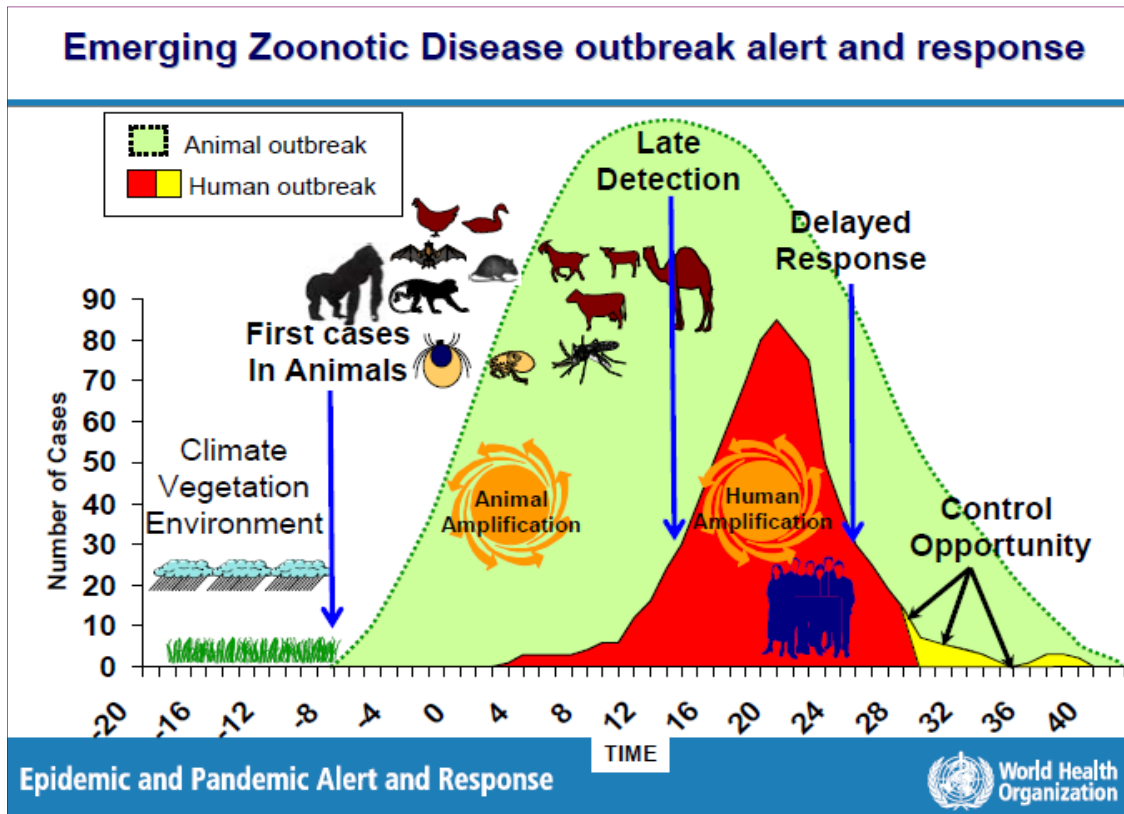 Emerging Zoonotic Disease outbreak alert and response
Animal outbreak
Human outbreak
Late
Detection
Delayed
Response
First cases
In Animals
Climate
Vegetation
Environment
Animal
Amplification
Human
Amplification
Control
Opportunity
Number of Cases
90
80
70
60
50
40
30
20
10
0
-20
-16
-12
-8
-4
0
4
8
12
16
20
24
28
32
36
40
TIME
Epidemic and Pandemic Alert and Response
World Health
Organization